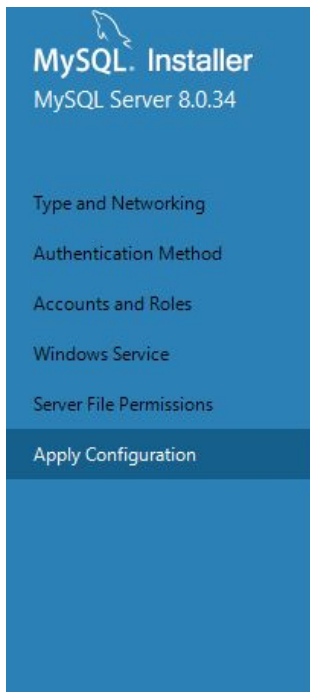 MySQL. Installer
MySQL Server 8.0.34
Type and Networking
Authentication Method
Accounts and Roles
Windows Service
Server File Permissions
Apply Configuration